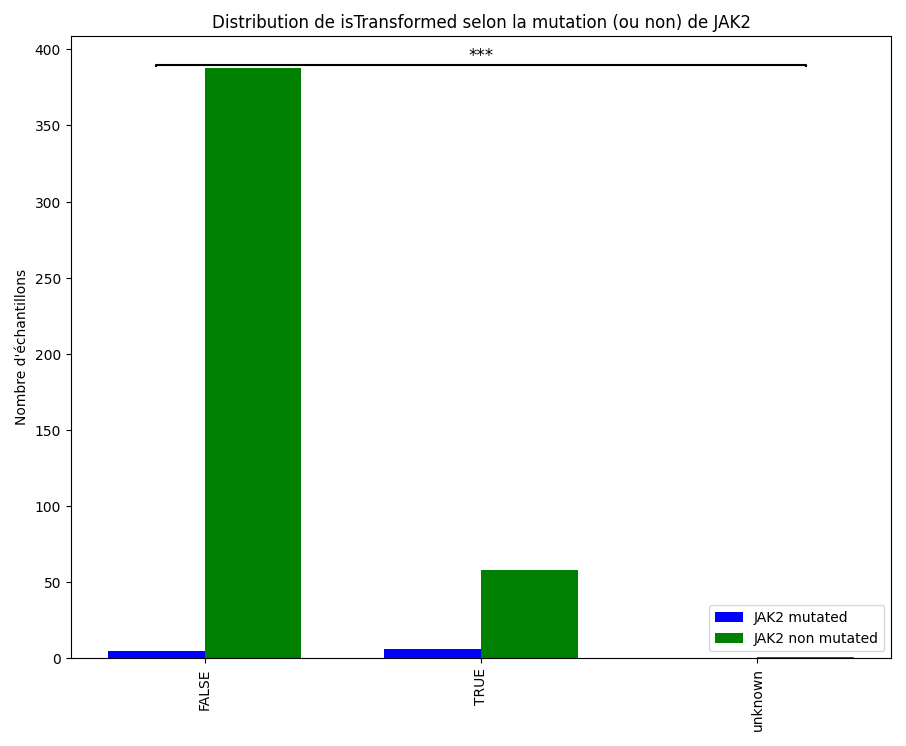 Distribution de isTransformed selon la mutation (ou non) de JAK2
***
400
350
300
250
200
150
100
50
0
Nombre d'échantillons
FALSE
TRUE
unknown
JAK2 mutated
JAK2 non mutated